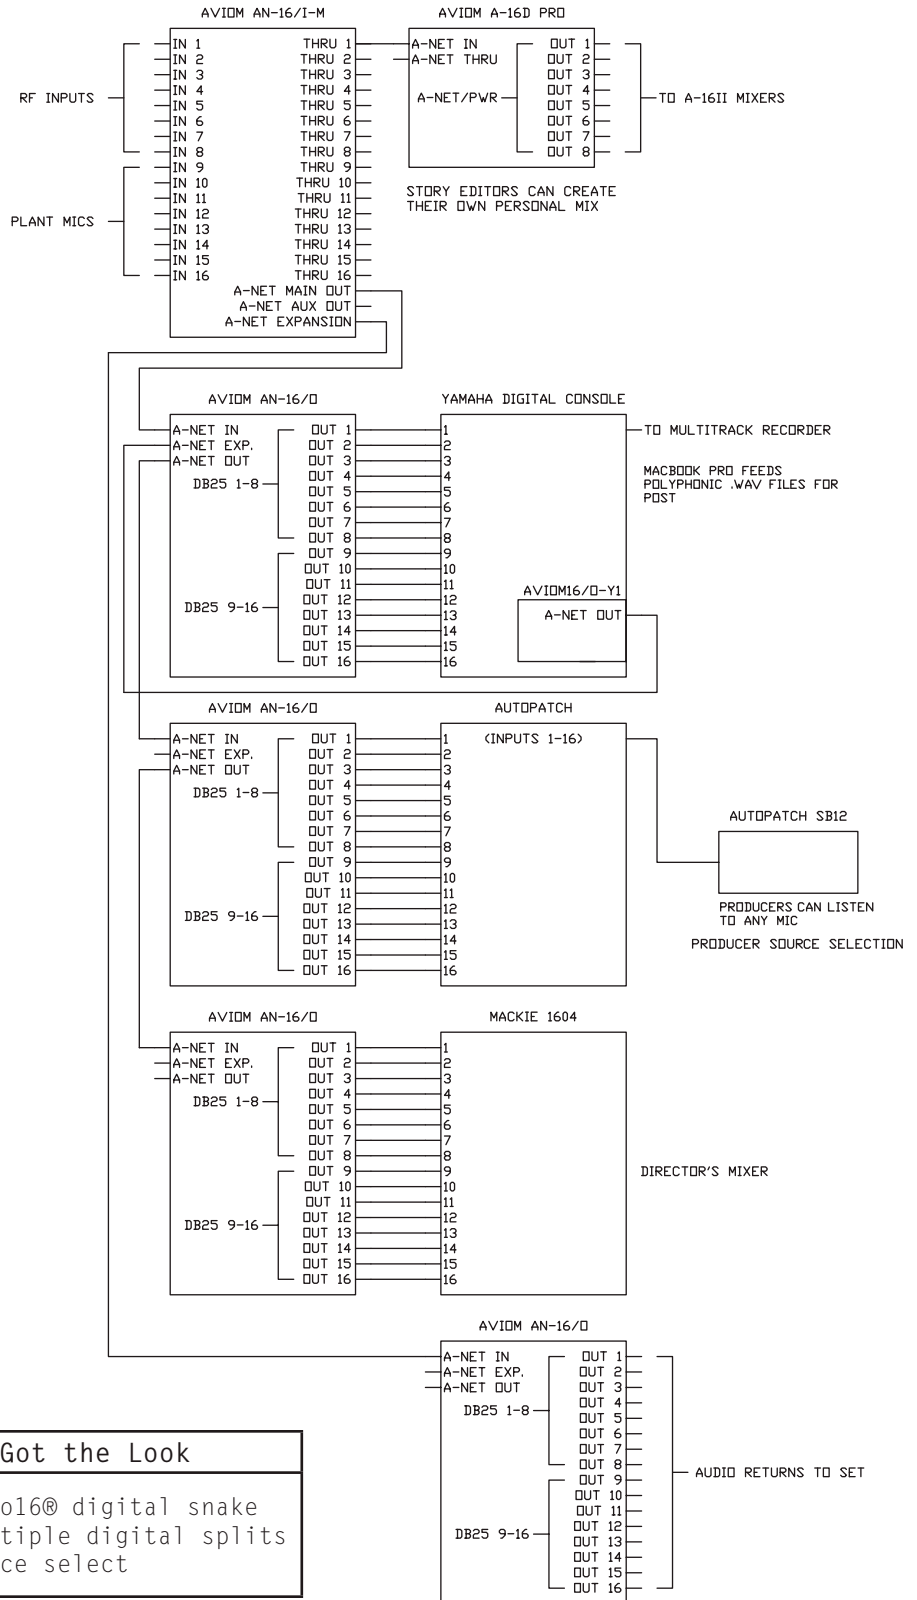 AVIOM AN-16/I-M
IN 1
IN 2
IN 3
IN 4
IN 5
IN 6
IN 7
IN 8
IN 9
IN 10
IN 11
IN 12
IN 13
IN 14
IN 15
IN 16
RF INPUTS
PLANT MICS
THRU 1
THRU 2
THRU 3
THRU 4
THRU 5
THRU 6
THRU 7
THRU 8
THRU 9
THRU 10
THRU 11
THRU 12
THRU 13
THRU 14
THRU 15
THRU 16
A-NET MAIN OUT
A-NET AUX OUT
A-NET EXPANSION
AVIOM A-16D PRO
A-NET IN
A-NET THRU
A-NET/PWR
OUT 1
OUT 2
OUT 3
OUT 4
OUT 5
OUT 6
OUT 7
OUT 8
TO A-16II MIXERS
STORY EDITORS CAN CREATE
THEIR OWN PERSONAL MIX
AVIOM AN-16/O
A-NET IN
A-NET EXP.
A-NET OUT
DB25 1-8
DB25 9-16
OUT 1
OUT 2
OUT 3
OUT 4
OUT 5
OUT 6
OUT 7
OUT 8
OUT 9
OUT 10
OUT 11
OUT 12
OUT 13
OUT 14
OUT 15
OUT 16
YAMAHA DIGITAL CONSOLE
1
2
3
4
5
6
7
8
9
10
11
12
13
14
15
16
AVIOM16/O-Y1
A-NET OUT
TO MULTITRACK RECORDER
MACBOOK PRO FEEDS
POLYPHONIC .WAV FILES FOR
POST
AVIOM AN-16/O
A-NET IN
A-NET EXP.
A-NET OUT
DB25 1-8
DB25 9-16
OUT 1
OUT 2
OUT 3
OUT 4
OUT 5
OUT 6
OUT 7
OUT 8
OUT 9
OUT 10
OUT 11
OUT 12
OUT 13
OUT 14
OUT 15
OUT 16
AUTOPATCH
(INPUTS 1-16)
1
2
3
4
5
6
7
8
9
10
11
12
13
14
15
16
AUTOPATCH SB12
PRODUCERS CAN LISTEN
TO ANY MIC
PRODUCER SOURCE SELECTION
AVIOM AN-16/O
A-NET IN
A-NET EXP.
A-NET OUT
DB25 1-8
DB25 9-16
OUT 1
OUT 2
OUT 3
OUT 4
OUT 5
OUT 6
OUT 7
OUT 8
OUT 9
OUT 10
OUT 11
OUT 12
OUT 13
OUT 14
OUT 15
OUT 16
MACKIE 1604
1
2
3
4
5
6
7
8
9
10
11
12
13
14
15
16
DIRECTOR'S MIXER
AVIOM AN-16/O
A-NET IN
A-NET EXP.
A-NET OUT
DB25 1-8
DB25 9-16
OUT 1
OUT 2
OUT 3
OUT 4
OUT 5
OUT 6
OUT 7
OUT 8
OUT 9
OUT 10
OUT 11
OUT 12
OUT 13
OUT 14
OUT 15
OUT 16
AUDIO RETURNS TO SET
Got the Look
o16® digital snake
tiple digital splits
ce select